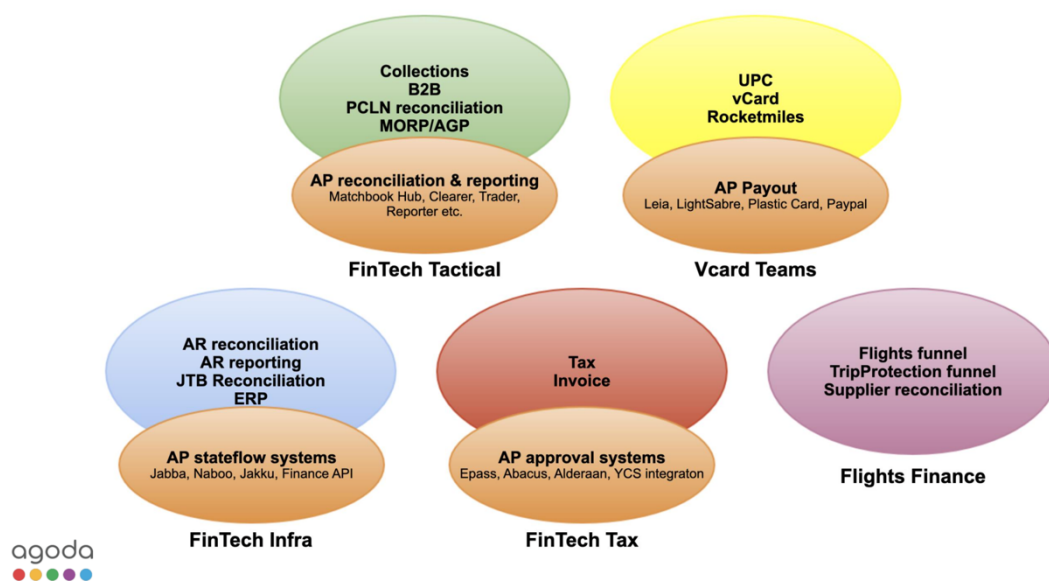 Collections
B2B
PCLN reconciliation
MORP/AGP
AP reconciliation & reporting
Matchbook Hub, Clearer, Trader,
Reporter etc.
FinTech Tactical
UPC
vCard
Rocketmiles
AP Payout
Leia, LightSabre, Plastic Card, Paypal
Vcard Teams
AR reconciliation
AR reporting
JTB Reconciliation
ERP
AP stateflow systems
Jabba, Naboo, Jakku, Finance API
FinTech Infra
Tax
Invoice
AP approval systems
Epass, Abacus, Alderaan, YCS integraton
FinTech Tax
Flights funnel
TripProtection funnel
Supplier reconciliation
Flights Finance
agoda